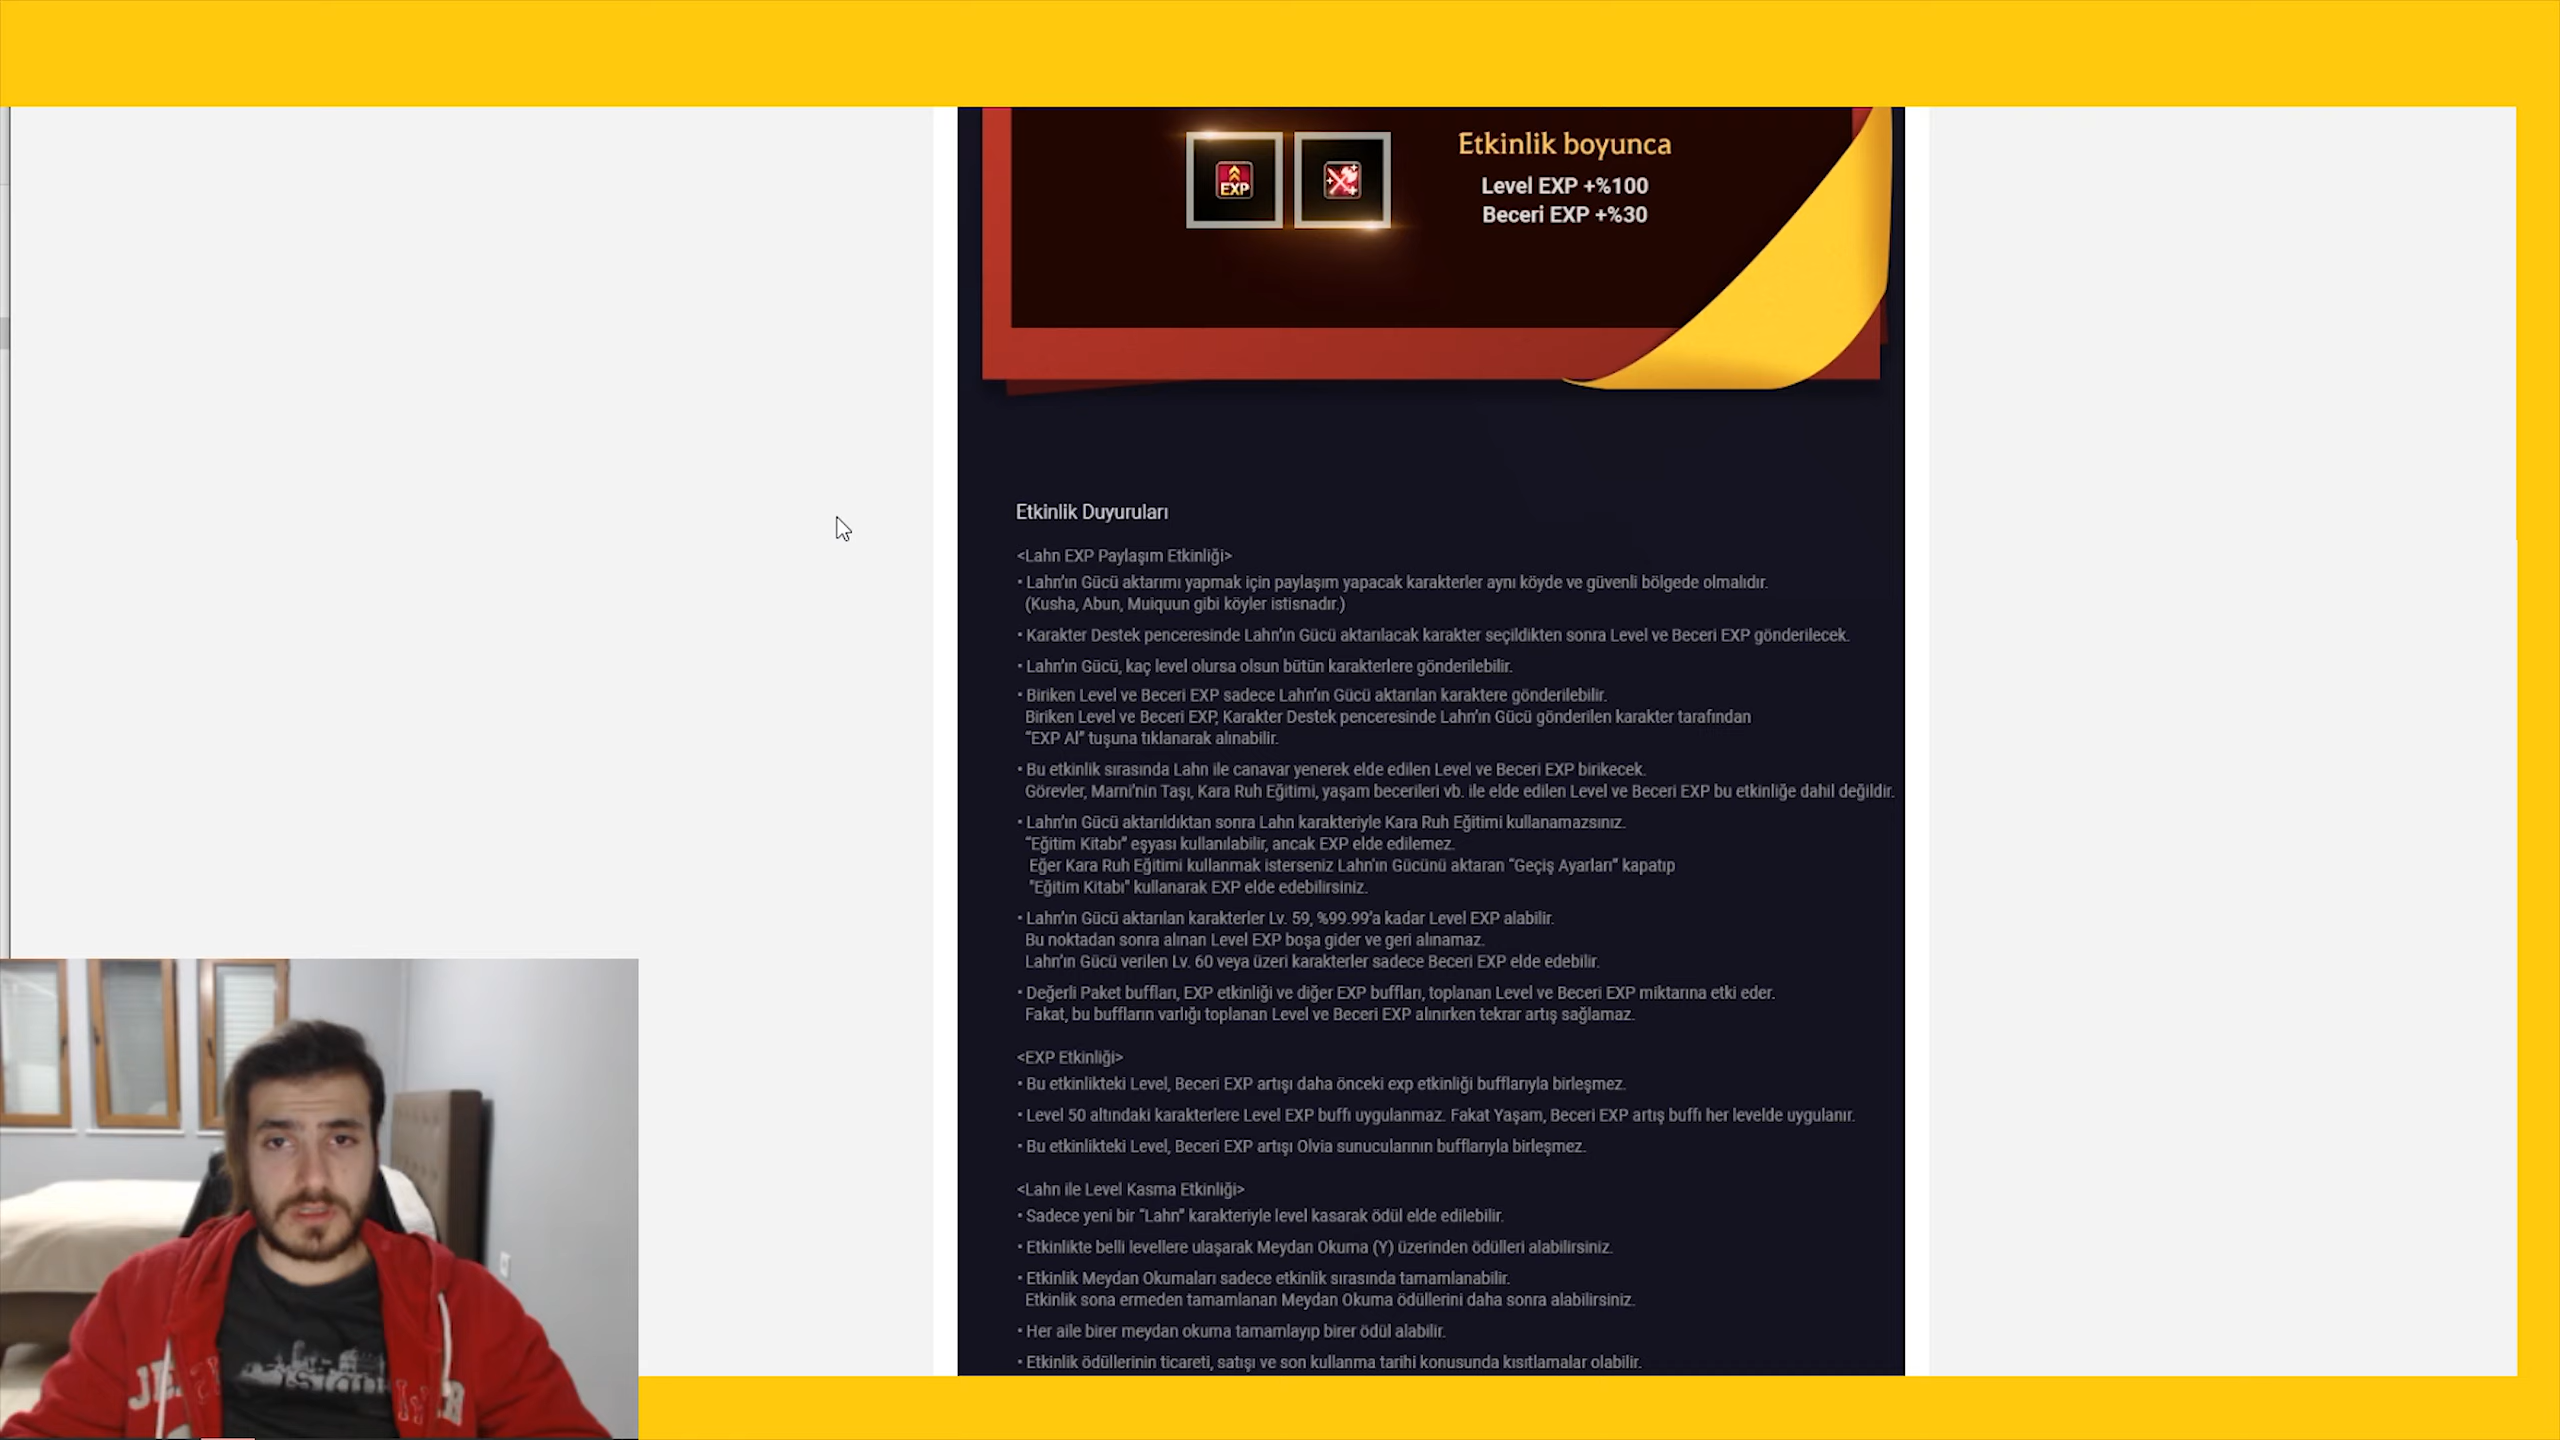 EXP
Etkinlik boyunca
Level EXP +%100
Beceri EXP +%30
Etkinlik Duyuruları
<Lahn EXP Paylaşım Etkinliği>
• Lahn'ın Gücü aktarımı yapmak için paylaşım yapacak karakterler aynı köyde ve güvenli bölgede olmalıdır.
(Kusha, Abun, Muiquun gibi köyler istisnadır.)
• Karakter Destek penceresinde Lahn'ın Gücü aktarılacak karakter seçildikten sonra Level ve Beceri EXP gönderilecek.
• Lahn'ın Gücü, kaç level olursa olsun bütün karakterlere gönderilebilir.
• Biriken Level ve Beceri EXP sadece Lahn'ın Gücü aktarılan karaktere gönderilebilir.
Biriken Level ve Beceri EXP, Karakter Destek penceresinde Lahn'ın Gücü gönderilen karakter tarafından
“EXP Al” tuşuna tıklanarak alınabilir.
• Bu etkinlik sırasında Lahn ile canavar yenerek elde edilen Level ve Beceri EXP birikecek.
Görevler, Marni'nin Taşı, Kara Ruh Eğitimi, yaşam becerileri vb. ile elde edilen Level ve Beceri EXP bu etkinliğe dahil değildir.
• Lahn'ın Gücü aktarıldıktan sonra Lahn karakteriyle Kara Ruh Eğitimi kullanamazsınız.
“Eğitim Kitabı” eşyası kullanılabilir, ancak EXP elde edilemez.
Eğer Kara Ruh Eğitimi kullanmak isterseniz Lahn'ın Gücünü aktaran “Geçiş Ayarları” kapatıp
"Eğitim Kitabı" kullanarak EXP elde edebilirsiniz.
• Lahn'ın Gücü aktarılan karakterler Lv. 59, %99.99'a kadar Level EXP alabilir.
Bu noktadan sonra alınan Level EXP boşa gider ve geri alınamaz.
Lahn'ın Gücü verilen Lv. 60 veya üzeri karakterler sadece Beceri EXP elde edebilir.
• Değerli Paket buffları, EXP etkinliği ve diğer EXP buffları, toplanan Level ve Beceri EXP miktarına etki eder.
Fakat, bu buffların varlığı toplanan Level ve Beceri EXP alınırken tekrar artış sağlamaz.
<EXP Etkinliği>
• Bu etkinlikteki Level, Beceri EXP artışı daha önceki exp etkinliği bufflarıyla birleşmez.
• Level 50 altındaki karakterlere Level EXP buffı uygulanmaz. Fakat Yaşam, Beceri EXP artış buffı her levelde uygulanır.
• Bu etkinlikteki Level, Beceri EXP artışı Olvia sunucularının bufflarıyla birleşmez.
<Lahn ile Level Kasma Etkinliği>
• Sadece yeni bir “Lahn” karakteriyle level kasarak ödül elde edilebilir.
• Etkinlikte belli levellere ulaşarak Meydan Okuma (Y) üzerinden ödülleri alabilirsiniz.
• Etkinlik Meydan Okumaları sadece etkinlik sırasında tamamlanabilir.
Etkinlik sona ermeden tamamlanan Meydan Okuma ödüllerini daha sonra alabilirsiniz.
• Her aile birer meydan okuma tamamlayıp birer ödül alabilir.
• Etkinlik ödüllerinin ticareti, satışı ve son kullanma tarihi konusunda kısıtlamalar olabilir.